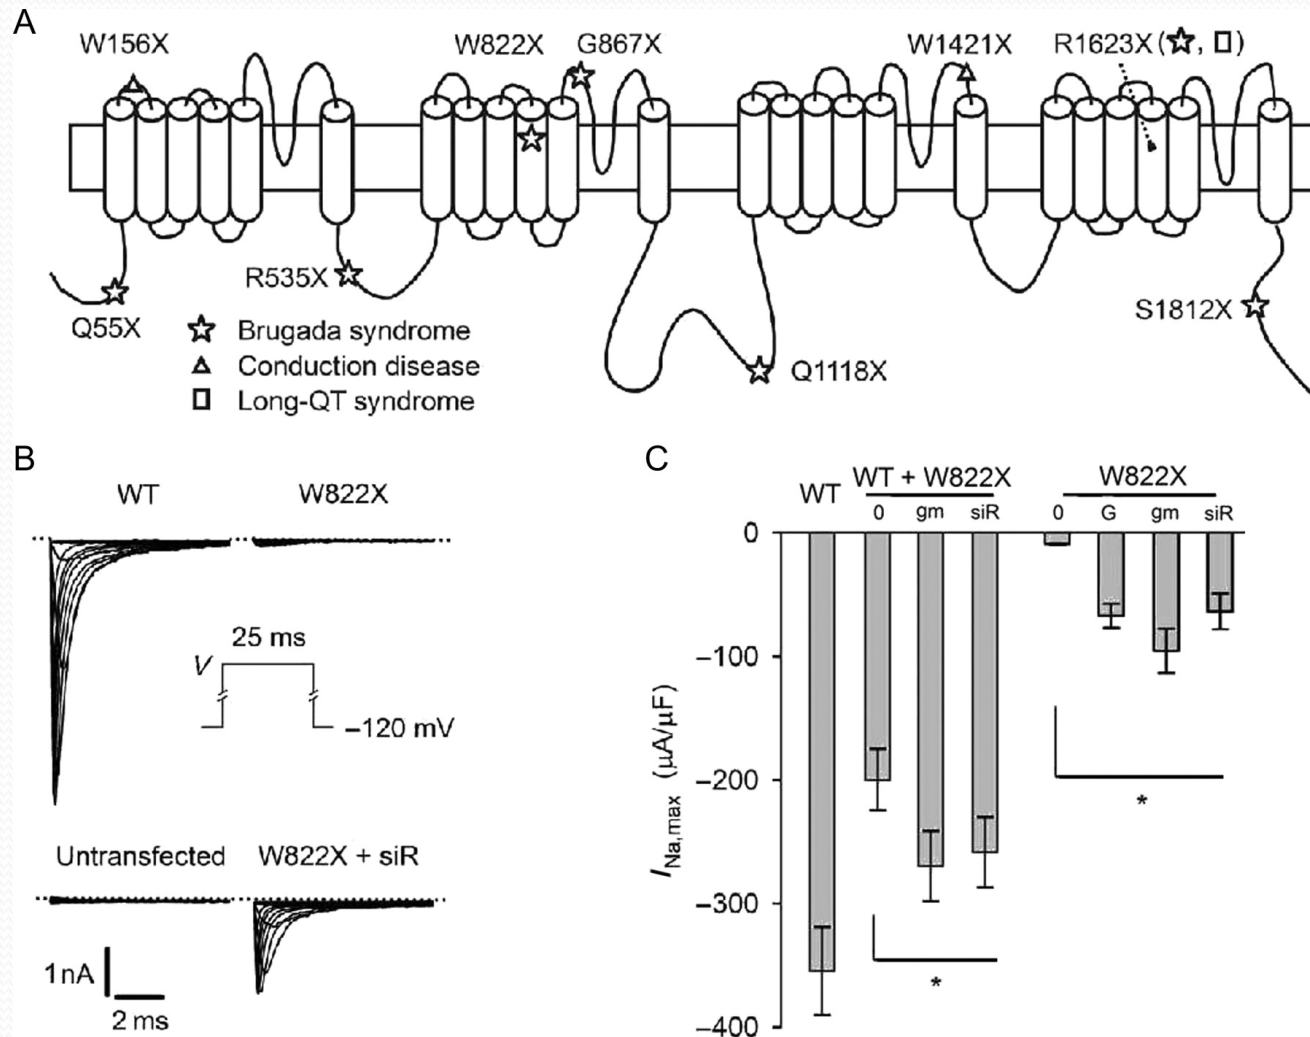 A
W156X
W822X
G867X
W1421X
R1623X (☆, □)
Q55X
R535X
Q1118X
S1812X
☆ Brugada syndrome
△ Conduction disease
□ Long-QT syndrome
B
WT
W822X
25 ms
V
–120 mV
Untransfected
W822X + siR
1nA
2 ms
C
WT
WT + W822X
W822X
0 gm siR
0 G gm siR
0
–100
–200
–300
–400
I Na,max (µA/µF)
*
*